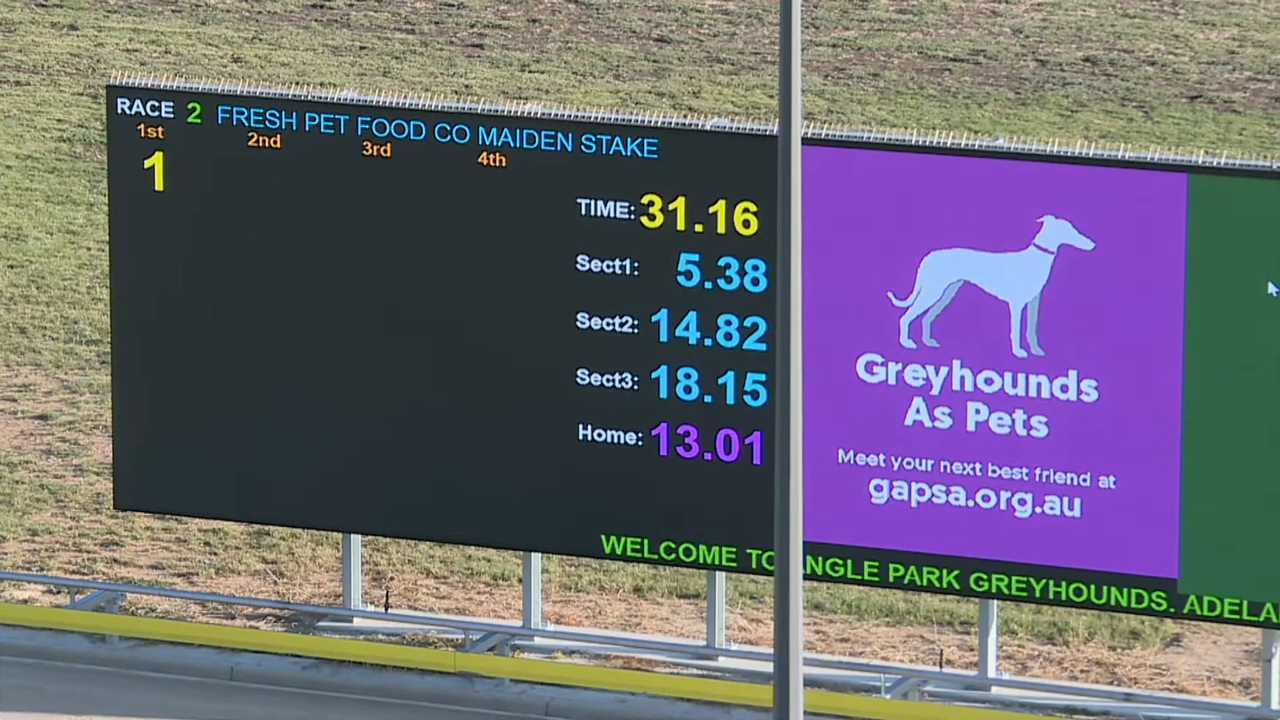 RACE 2 FRESH PET FOOD CO MAIDEN STAKE
1st 2nd 3rd 4th
1
TIME: 31.16
Sect1: 5.38
Sect2: 14.82
Sect3: 18.15
Home: 13.01
Greyhounds
As Pets
Meet your next best friend at
gapsa.org.au
WELCOME TO ANGLE PARK GREYHOUNDS. ADELA